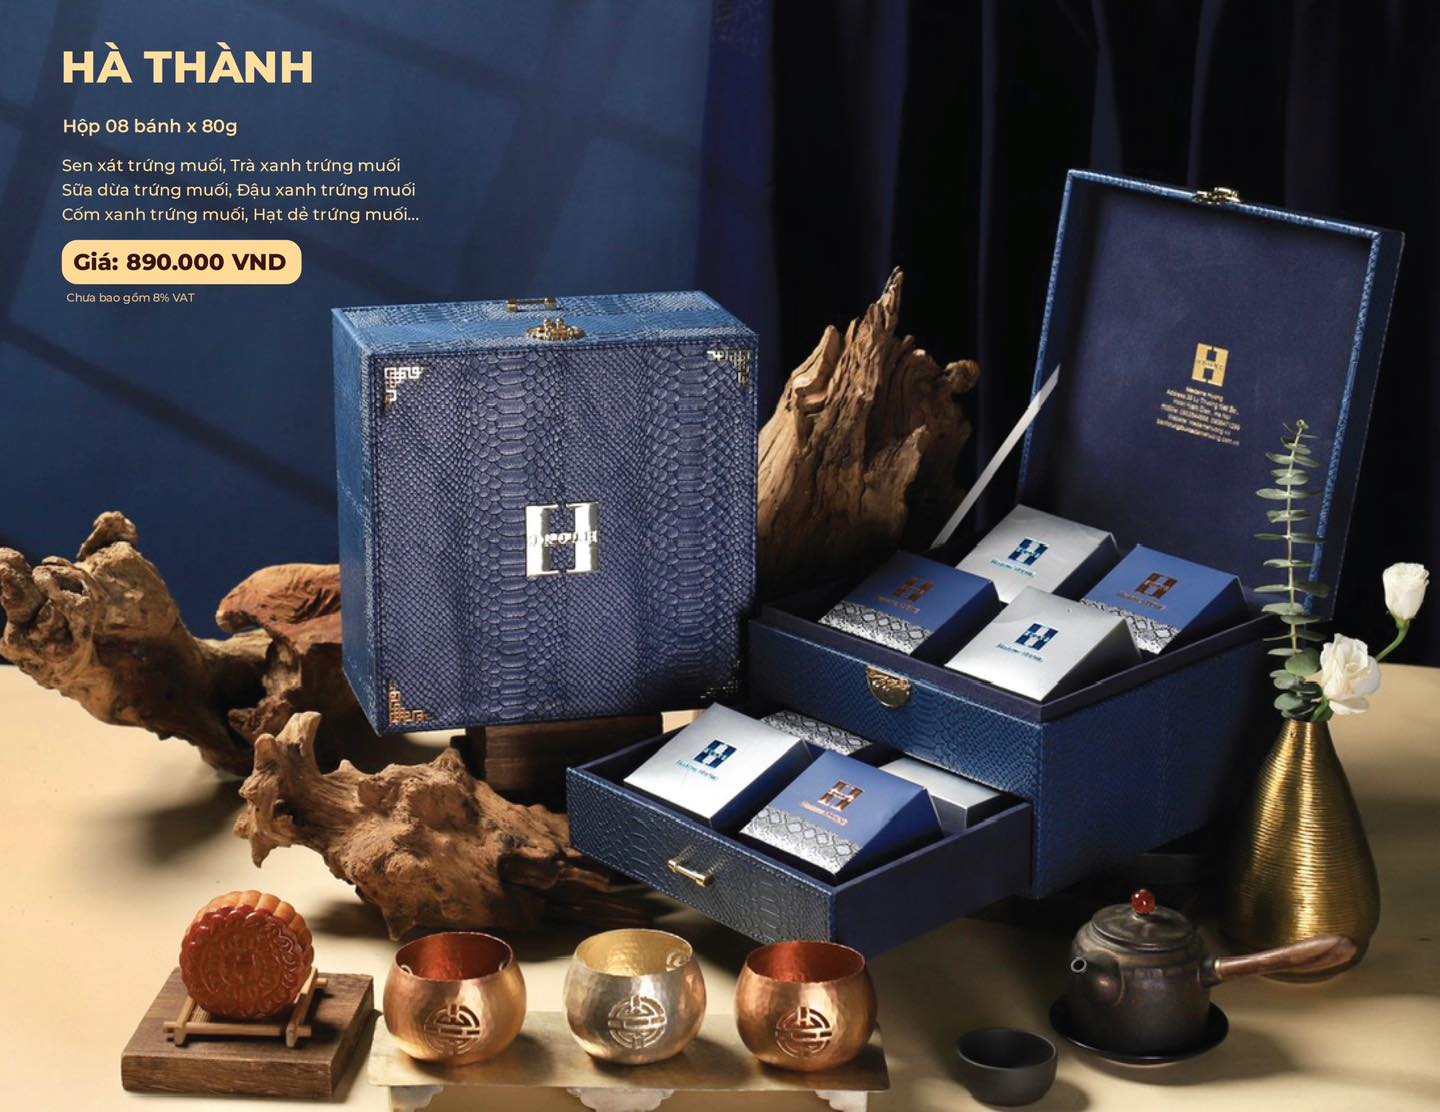 HÀ THÀNH
Hộp 08 bánh x 80g
Sen xát trứng muối, Trà xanh trứng muối
Sữa dừa trứng muối, Đậu xanh trứng muối
Cốm xanh trứng muối, Hạt dẻ trứng muối...
Giá: 890.000 VND
Chưa bao gồm 8% VAT
H
H
Madame Hương
H
H
H
H
H
H